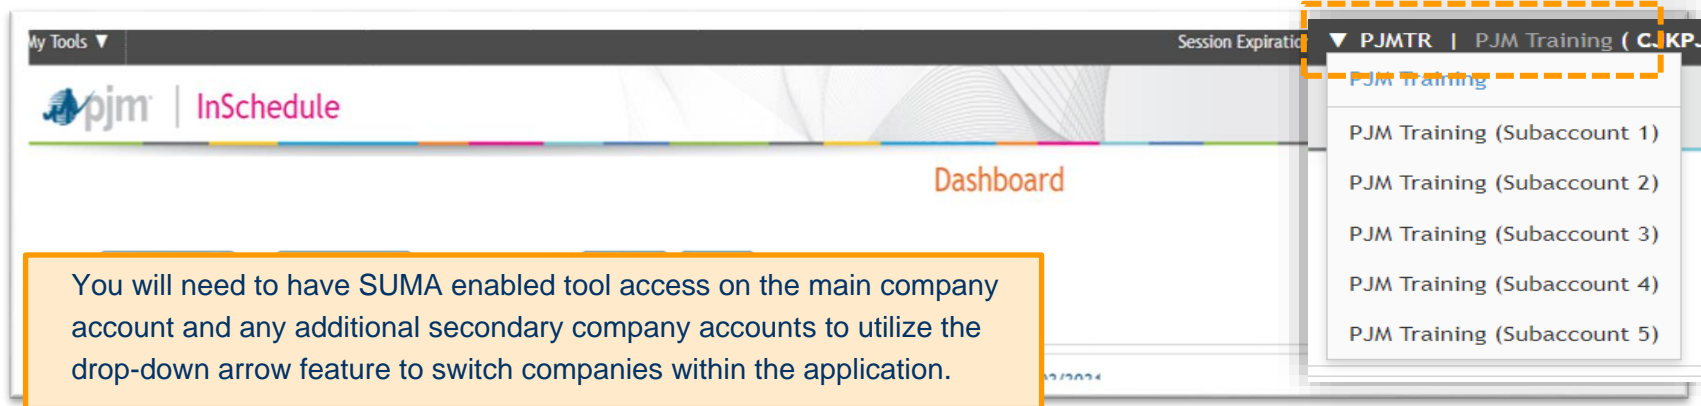 My Tools ▼
Session Expiratio
▼ PJMTR | PJM Training ( CJKPJ
pjm | InSchedule
PJM Training
PJM Training (Subaccount 1)
PJM Training (Subaccount 2)
PJM Training (Subaccount 3)
PJM Training (Subaccount 4)
PJM Training (Subaccount 5)
Dashboard
You will need to have SUMA enabled tool access on the main company
account and any additional secondary company accounts to utilize the
drop-down arrow feature to switch companies within the application.